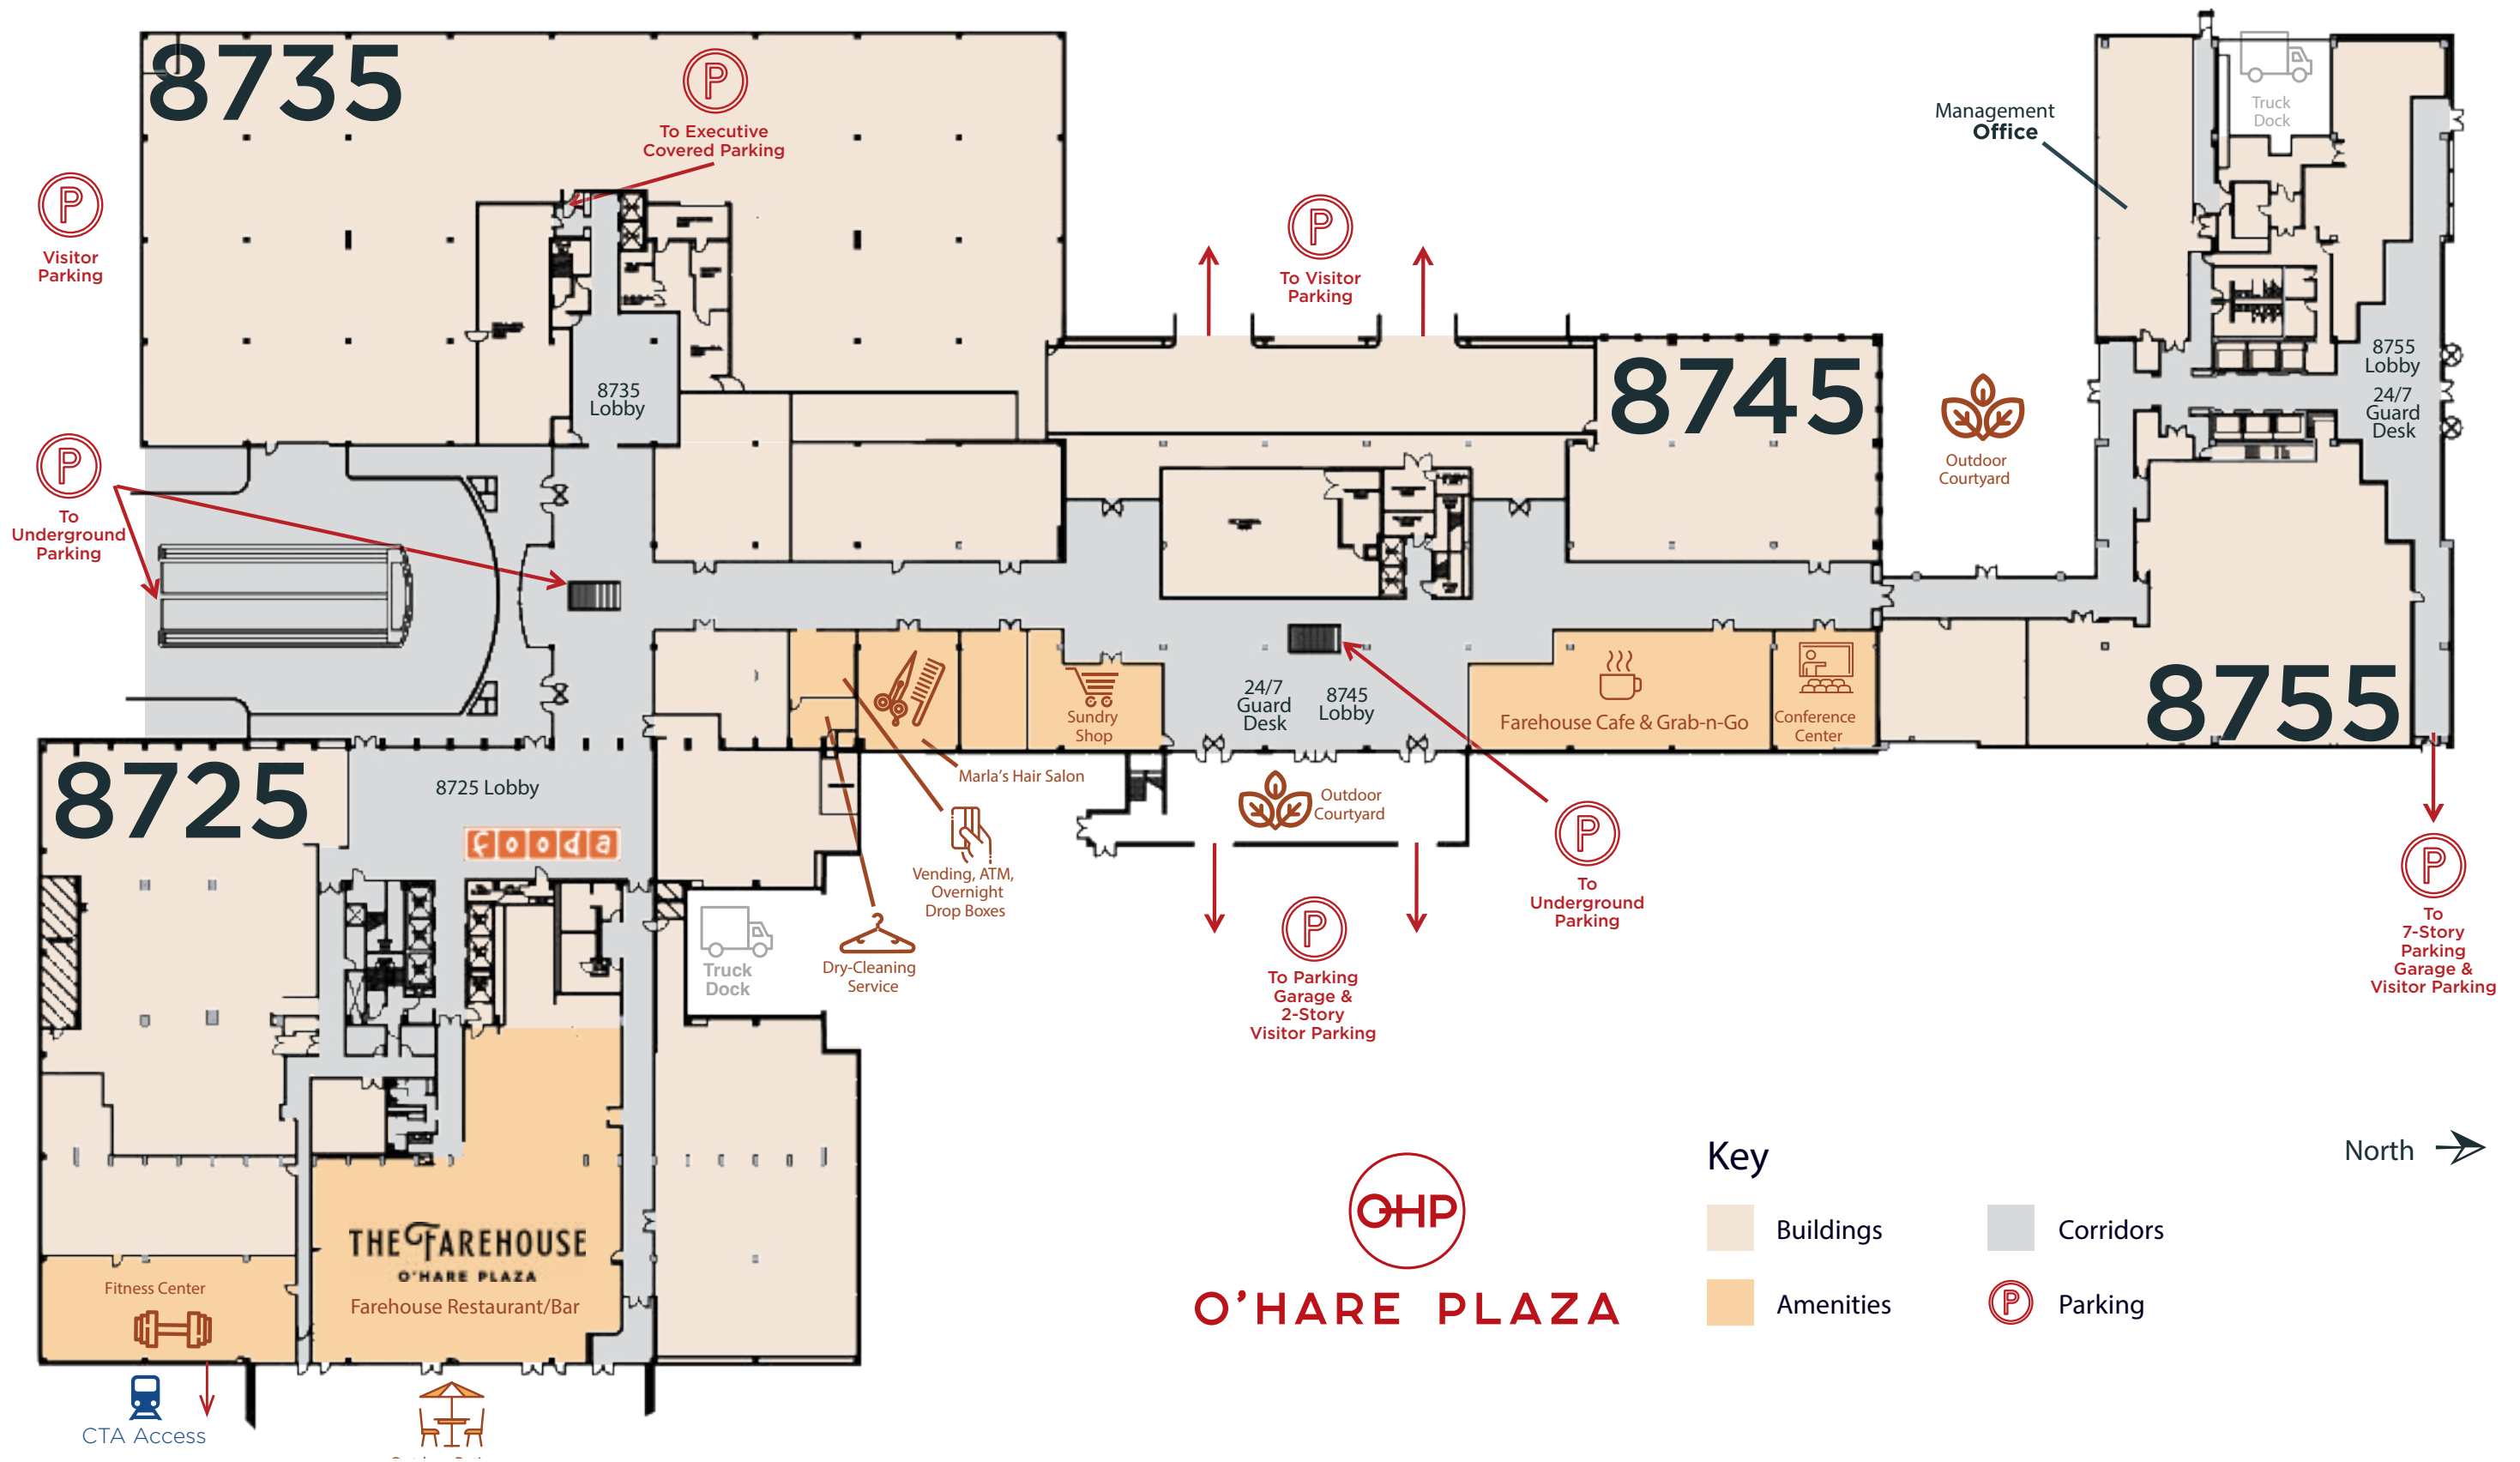 8735
To Executive
Covered Parking
Visitor
Parking
To Visitor
Parking
Management
Office
Truck
Dock
8735
Lobby
8745
8755
Lobby
24/7
Guard
Desk
Outdoor
Courtyard
To
Underground
Parking
24/7
Guard
Desk
8745
Lobby
Sundry
Shop
Farehouse Cafe & Grab-n-Go
Conference
Center
8755
8725
8725 Lobby
fooda
Marla's Hair Salon
Vending, ATM,
Overnight
Drop Boxes
Outdoor
Courtyard
To
Underground
Parking
To
7-Story
Parking
Garage &
Visitor Parking
Truck
Dock
Dry-Cleaning
Service
To Parking
Garage &
2-Story
Visitor Parking
THE FAREHOUSE
O'HARE PLAZA
Farehouse Restaurant/Bar
Fitness Center
CTA Access
OHP
O'HARE PLAZA
Key
Buildings
Corridors
Amenities
Parking
North